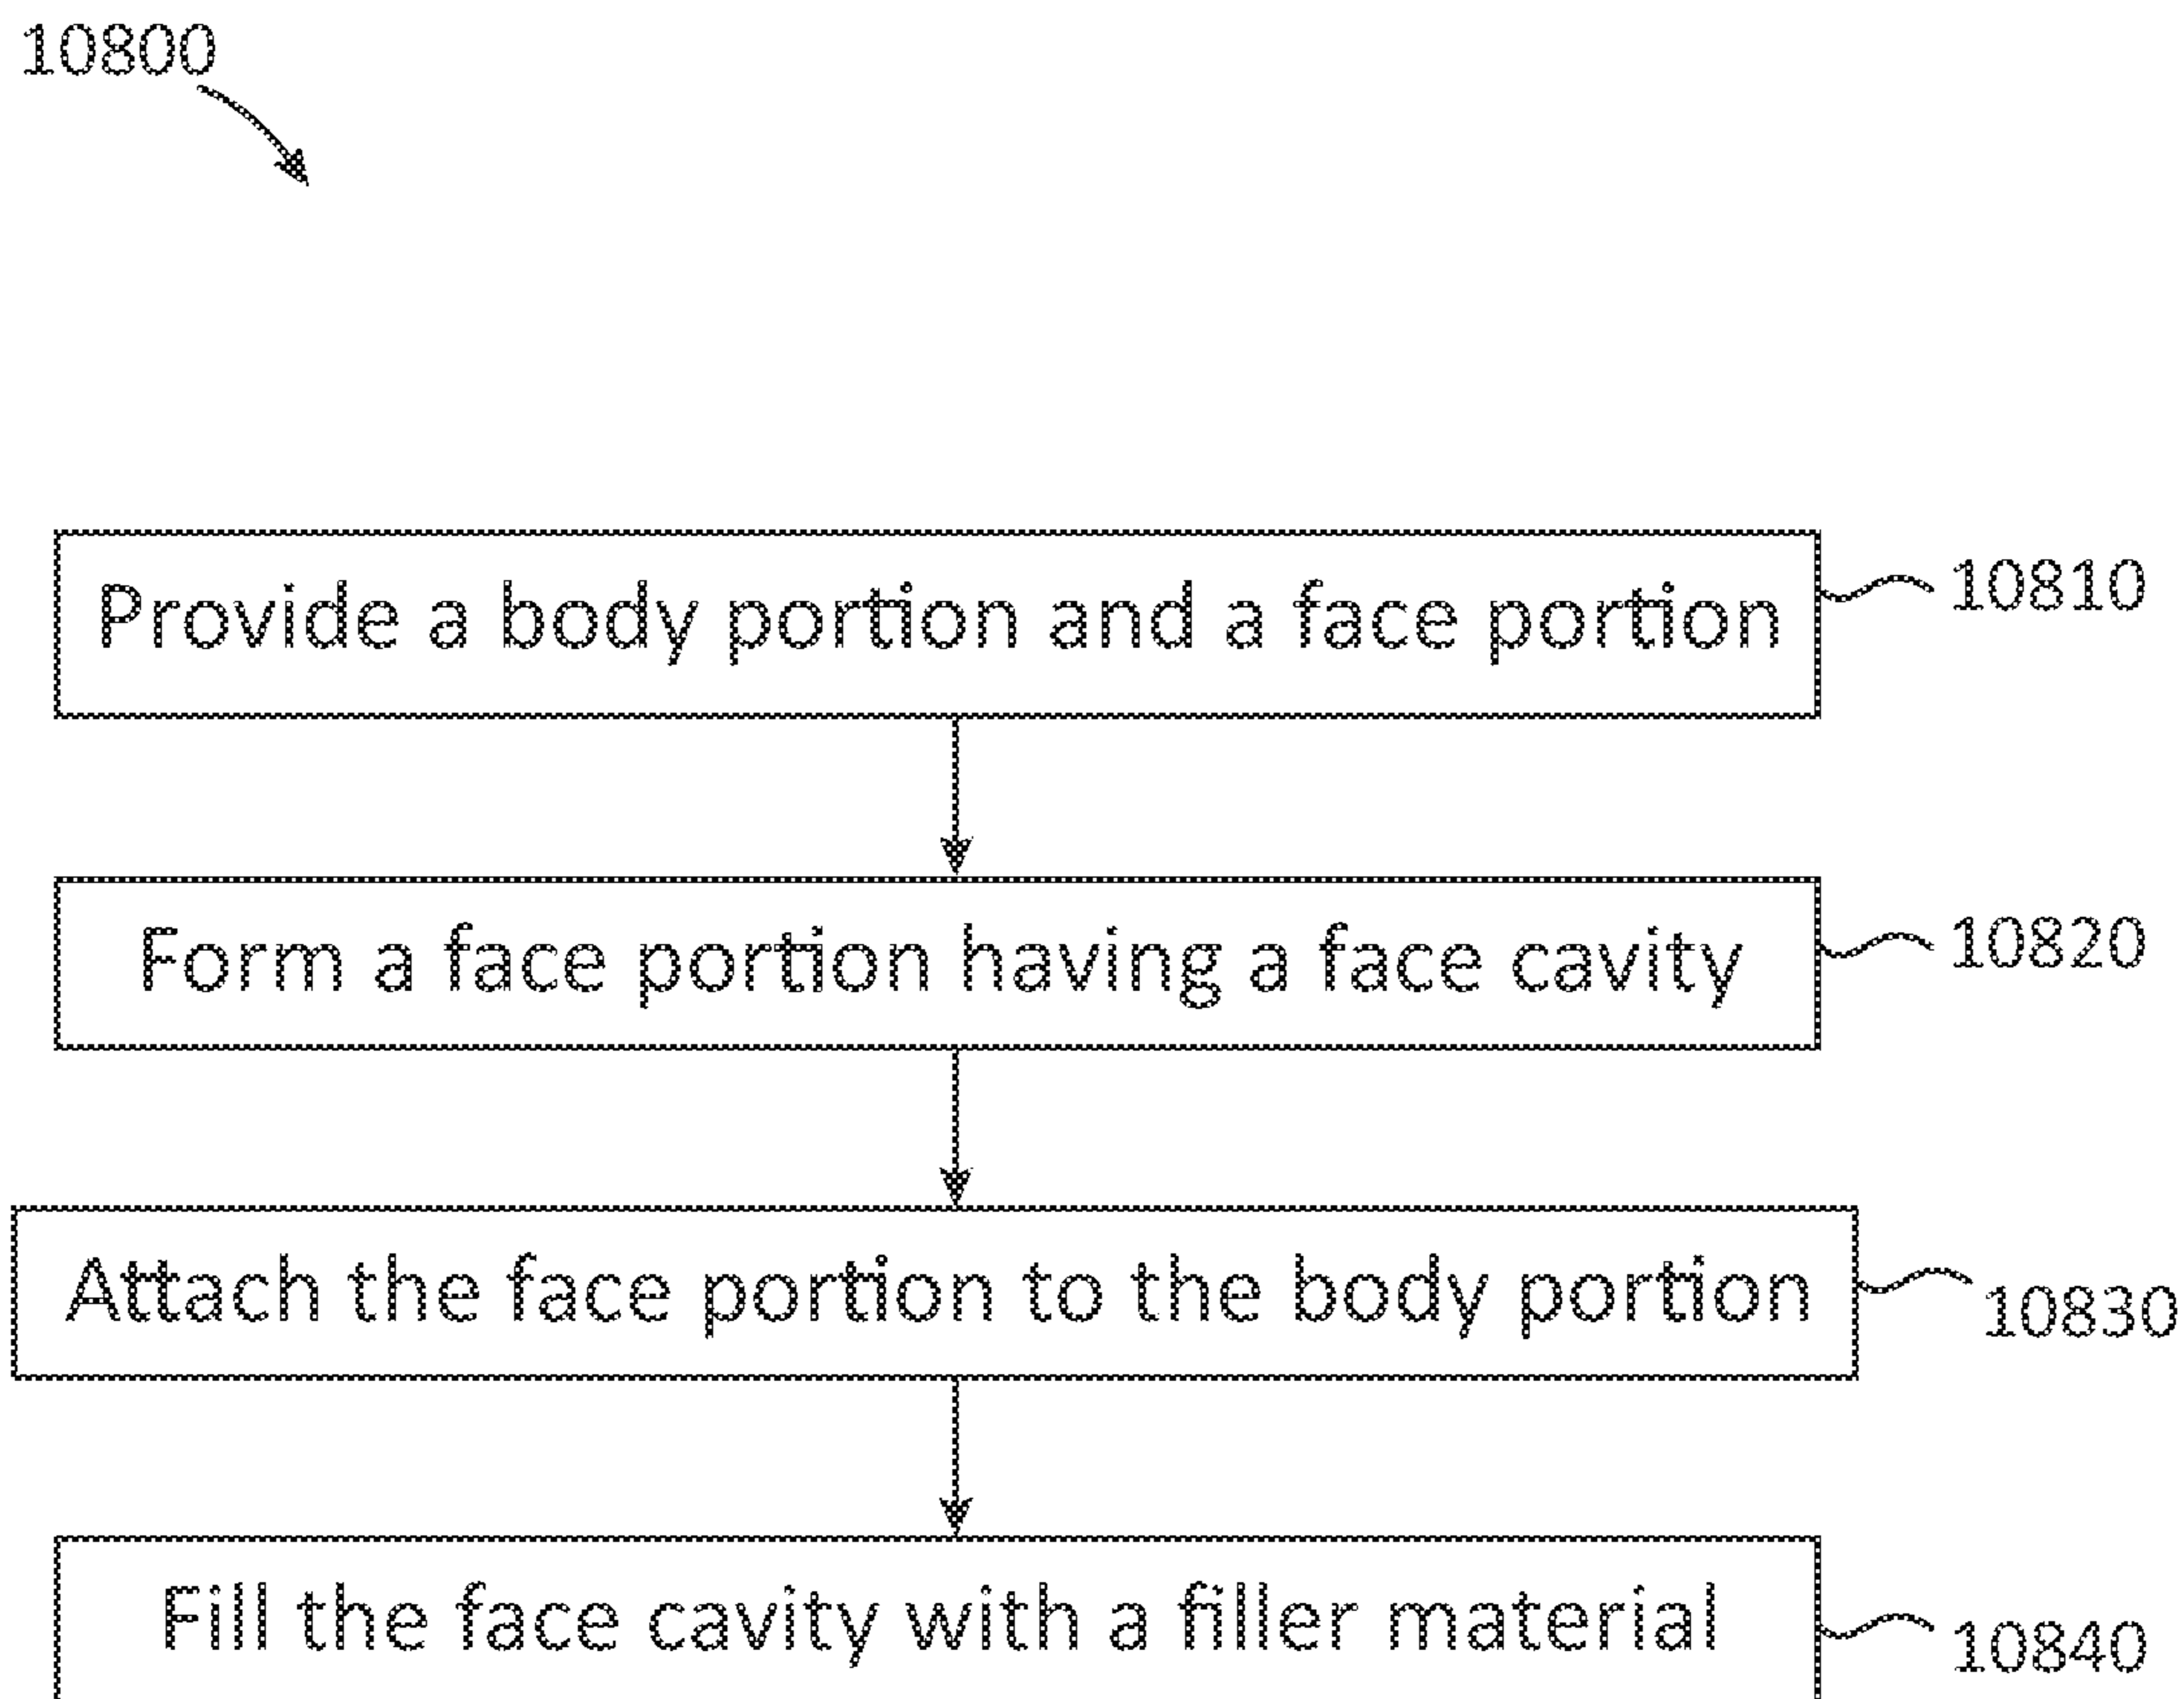 10800
Provide a body portion and a face portion
10810
Form a face portion having a face cavity
10820
Attach the face portion to the body portion
10830
Fill the face cavity with a filler material
10840